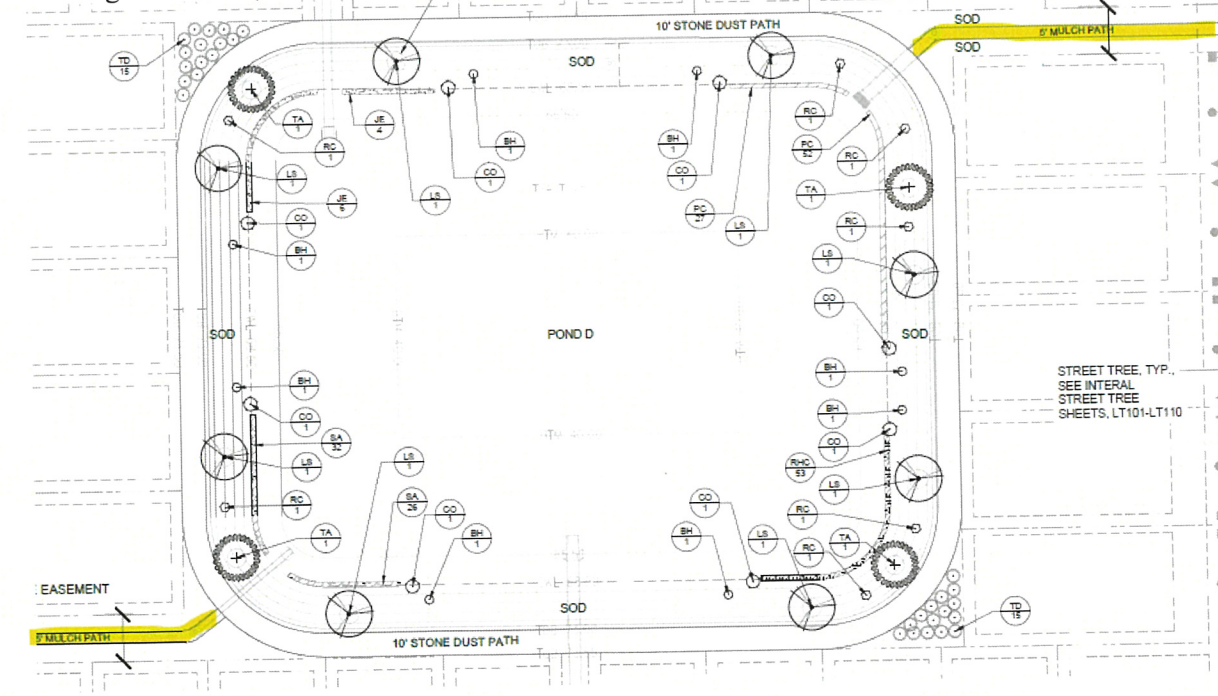 10' STONE DUST PATH
SOD
5' MULCH PATH
SOD
SOD
TD
15
TA
1
JE
4
RC
1
BH
1
CO
1
LS
1
LS
1
JE
6
CO
1
BH
1
RC
1
BH
1
PC
52
RC
1
CO
1
TA
1
PC
27
LS
1
RC
1
LS
1
CO
1
SOD
POND D
SOD
BH
1
BH
1
CO
1
STREET TREE, TYP.,
SEE INTERAL
STREET TREE
SHEETS, LT101-LT110
BH
1
CO
1
SA
32
LS
1
RC
1
TA
1
LS
1
SA
26
CO
1
BH
1
RHC
53
LS
1
CO
1
RC
1
BH
1
LS
1
RC
1
TA
1
EASEMENT
5' MULCH PATH
SOD
TD
15
10' STONE DUST PATH